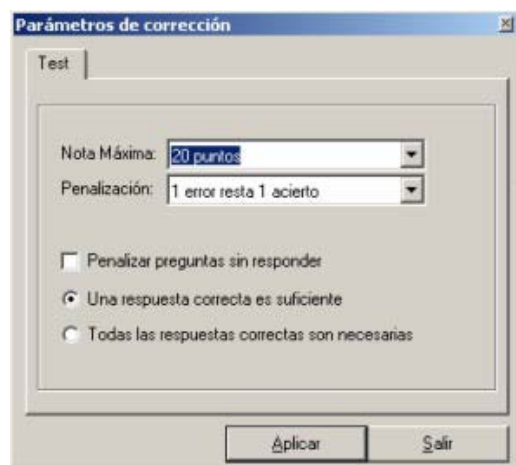 Parámetros de corrección
Test
Nota Máxima: 20 puntos
Penalización: 1 error resta 1 acierto
Penalizar preguntas sin responder
Una respuesta correcta es suficiente
Todas las respuestas correctas son necesarias
Aplicar Salir